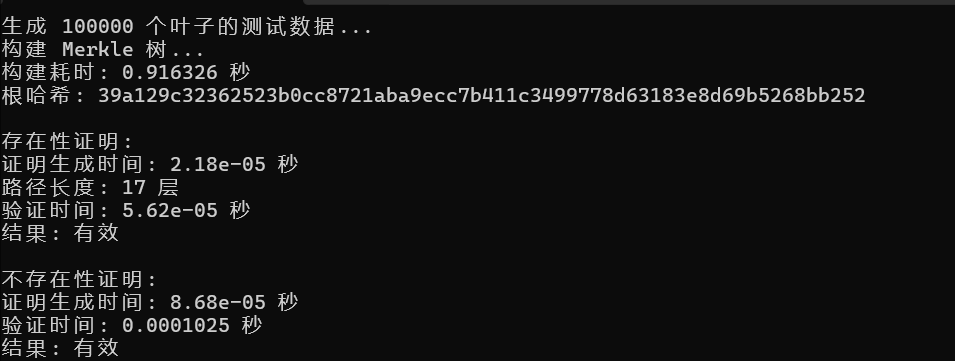 生成 100000 个叶子的测试数据...
构建 Merkle 树...
构建耗时: 0.916326 秒
根哈希: 39a129c32362523b0cc8721aba9ecc7b411c3499778d63183e8d69b5268bb252
存在性证明:
证明生成时间: 2.18e-05 秒
路径长度: 17 层
验证时间: 5.62e-05 秒
结果: 有效
不存在性证明:
证明生成时间: 8.68e-05 秒
验证时间: 0.0001025 秒
结果: 有效